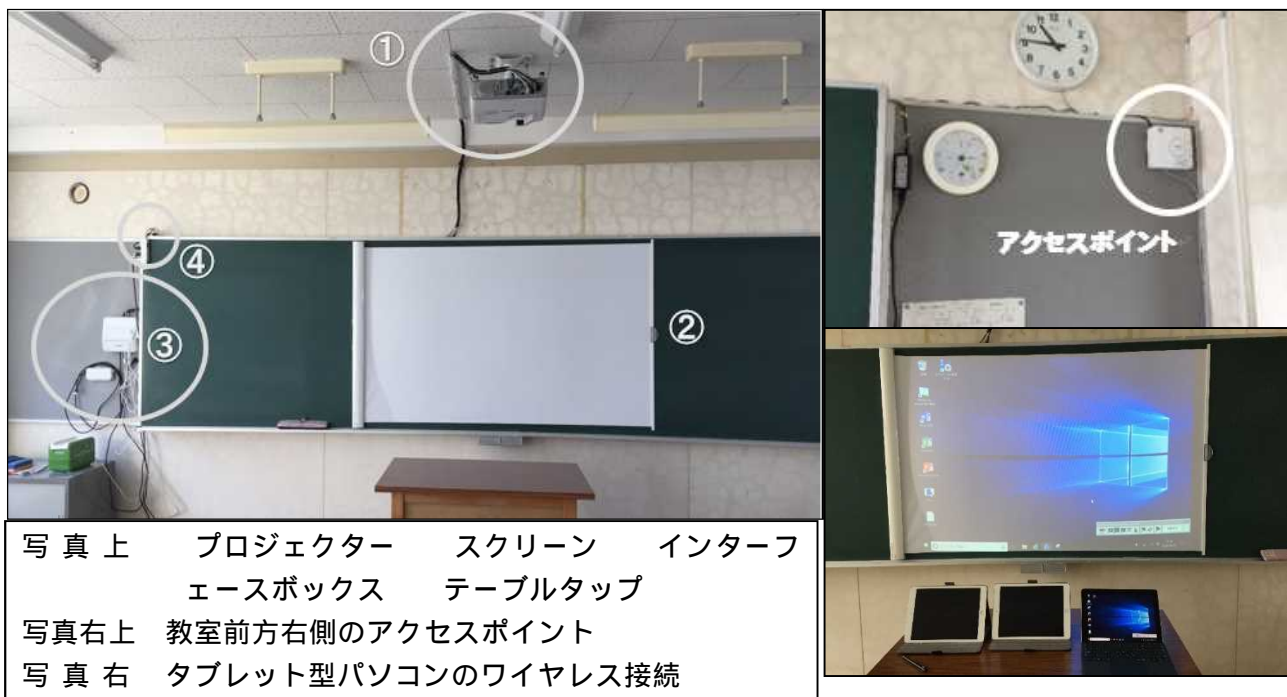 ①
④
③
②
アクセスポイント
写真上　プロジェクター　スクリーン　インターフ
ェースボックス　テーブルタップ
写真右上　教室前方右側のアクセスポイント
写真右　タブレット型パソコンのワイヤレス接続